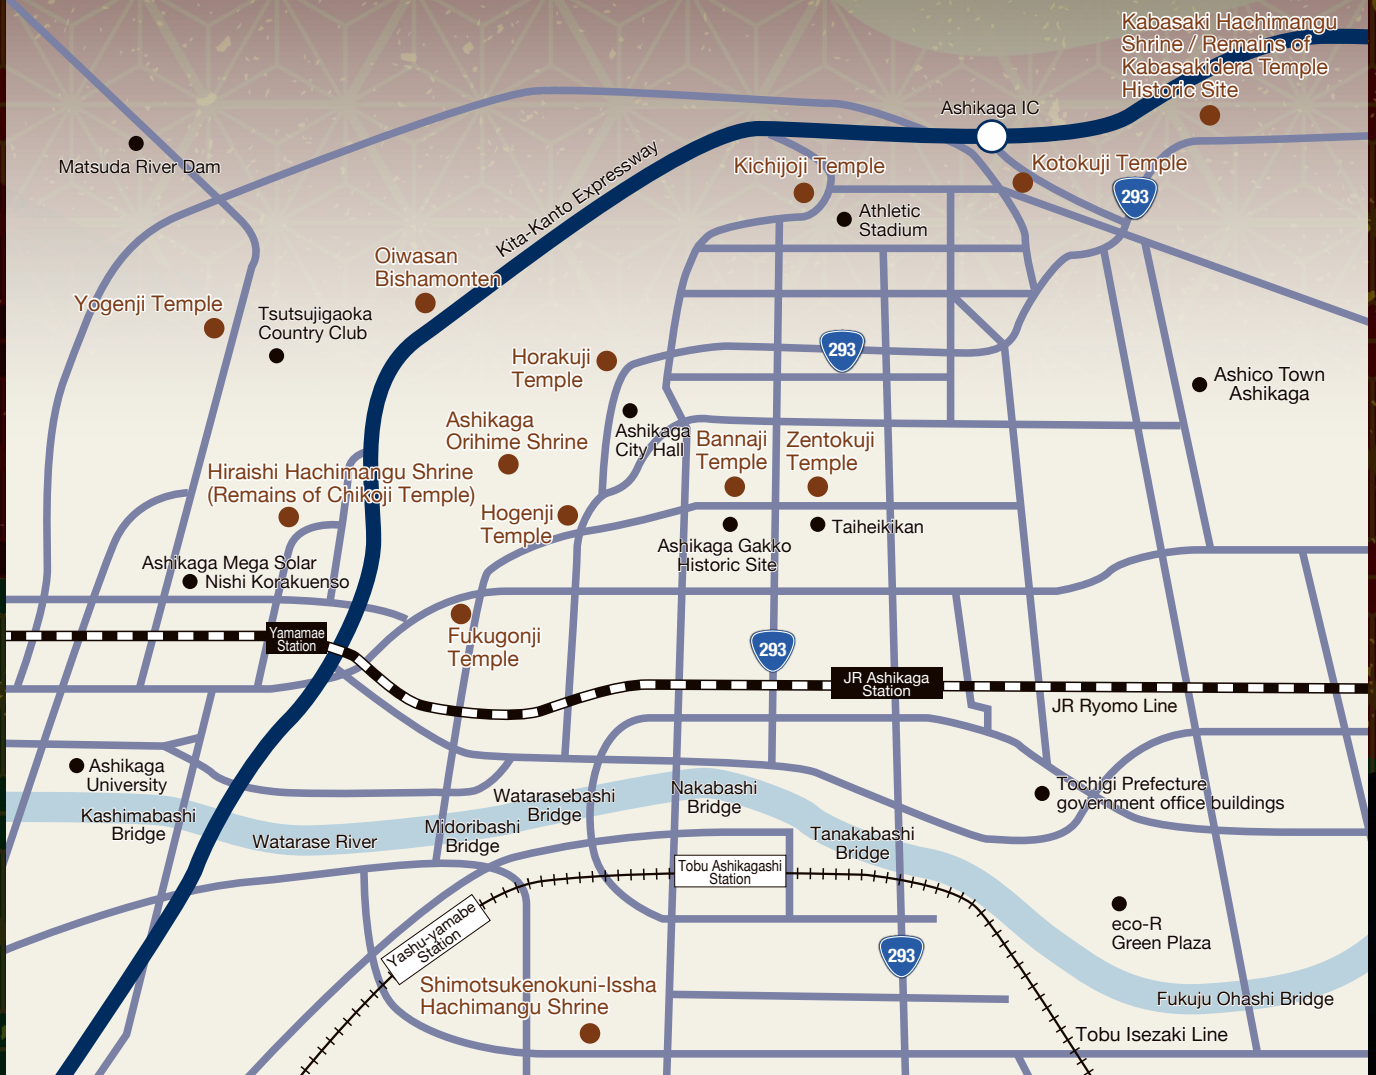 Kabasaki Hachimangu
Shrine / Remains of
Kabasakidera Temple
Historic Site
Ashikaga IC
Matsuda River Dam
Kita-Kanto Expressway
Kichijoji Temple
Kotokuji Temple
293
Athletic
Stadium
Oiwasan
Bishamonten
Yogenji Temple
Tsutsujigaoka
Country Club
293
Horakuji
Temple
Ashico Town
Ashikaga
Ashikaga
Orihime Shrine
Ashikaga
City Hall
Bannaji
Temple
Zentokuji
Temple
Hiraishi Hachimangu Shrine
(Remains of Chikoji Temple)
Hogenji
Temple
Taiheikikan
Ashikaga Gakko
Historic Site
Ashikaga Mega Solar
Nishi Korakuenso
Fukugonji
Temple
Yamamae
Station
293
JR Ashikaga
Station
JR Ryomo Line
Ashikaga
University
Kashimabashi
Bridge
Watarase River
Midoribashi
Bridge
Watarasebashi
Bridge
Nakabashi
Bridge
Tanakabashi
Bridge
Tochigi Prefecture
government office buildings
Tobu Ashikagashi
Station
Yashu-yamabe
Station
eco-R
Green Plaza
293
Shimotsukenokuni-Issha
Hachimangu Shrine
Fukuju Ohashi Bridge
Tobu Isezaki Line